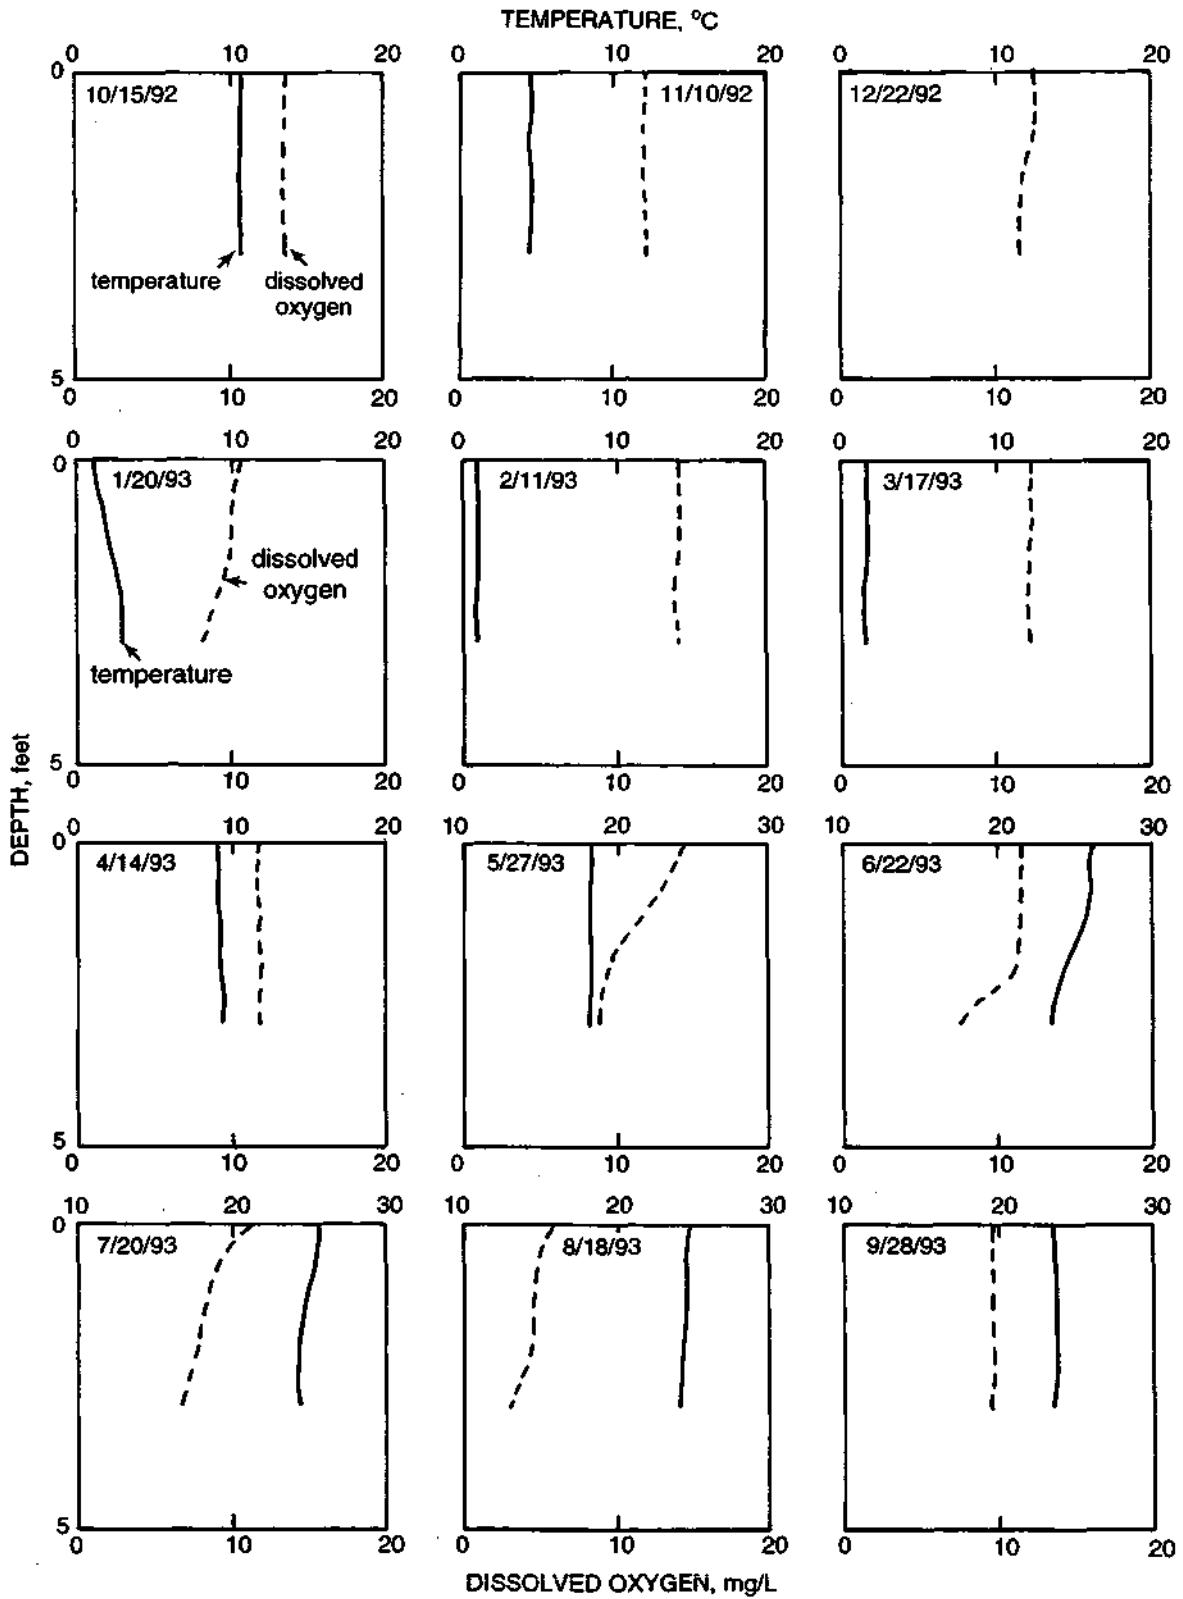 TEMPERATURE, °C
0 10 20 0 10 20 0 10 20
0
10/15/92 11/10/92 12/22/92
temperature dissolved
oxygen
5
0 10 20 0 10 20 0 10 20
0 10 20 0 10 20 0 10 20
0
1/20/93 2/11/93 3/17/93
dissolved
oxygen
temperature
5
0 10 20 0 10 20 0 10 20
DEPTH, feet
0 10 20 10 20 30 10 20 30
0
4/14/93 5/27/93 6/22/93
5
0 10 20 0 10 20 0 10 20
10 20 30 10 20 30 10 20 30
0
7/20/93 8/18/93 9/28/93
5
0 10 20 0 10 20 0 10 20
DISSOLVED OXYGEN, mg/L